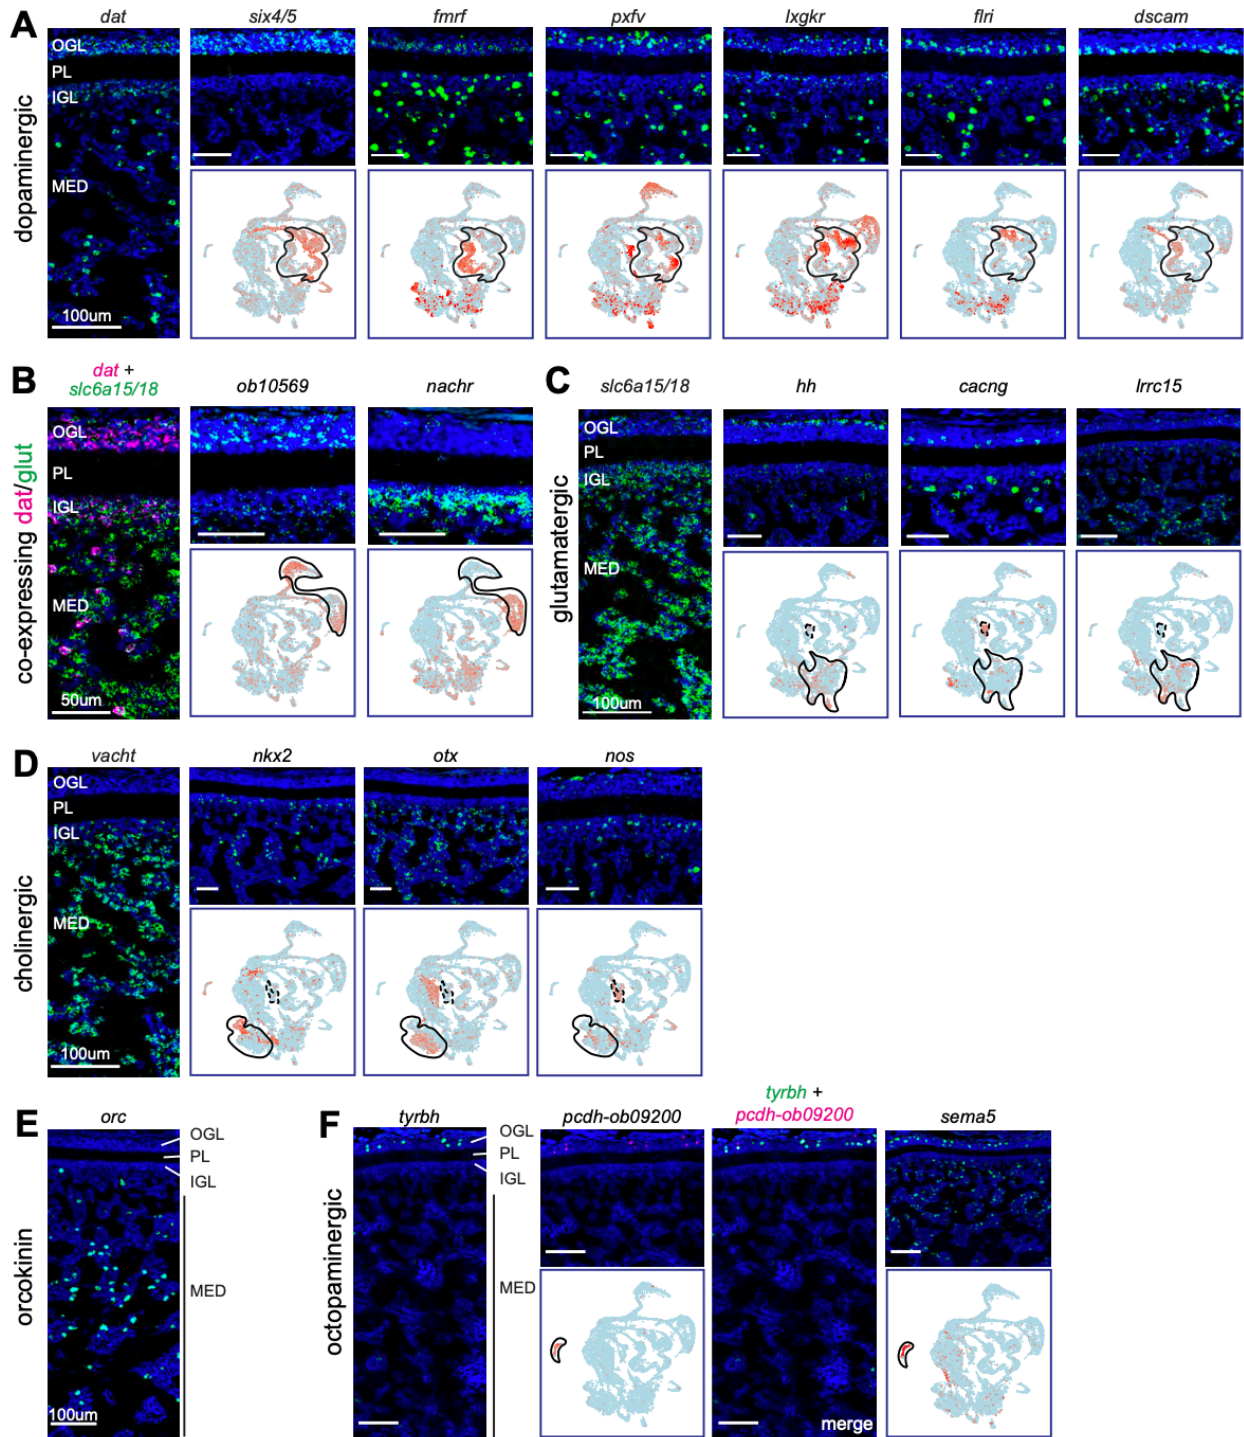 A
dat
six4/5
fmrf
pxfv
lxgkr
flri
dscam
dopaminergic
OGL
PL
IGL
MED
100um
B
dat +
slc6a15/18
ob10569
nachr
co-expressing dat/glut
OGL
PL
IGL
MED
50um
C
slc6a15/18
hh
cacng
lrrc15
glutamatergic
OGL
PL
IGL
MED
100um
D
vacht
nkx2
otx
nos
cholinergic
OGL
PL
IGL
MED
100um
E
orc
orcokinin
OGL
PL
IGL
MED
100um
F
tyrbh
pcdh-ob09200
tyrbh +
pcdh-ob09200
sema5
octopaminergic
OGL
PL
IGL
MED
merge